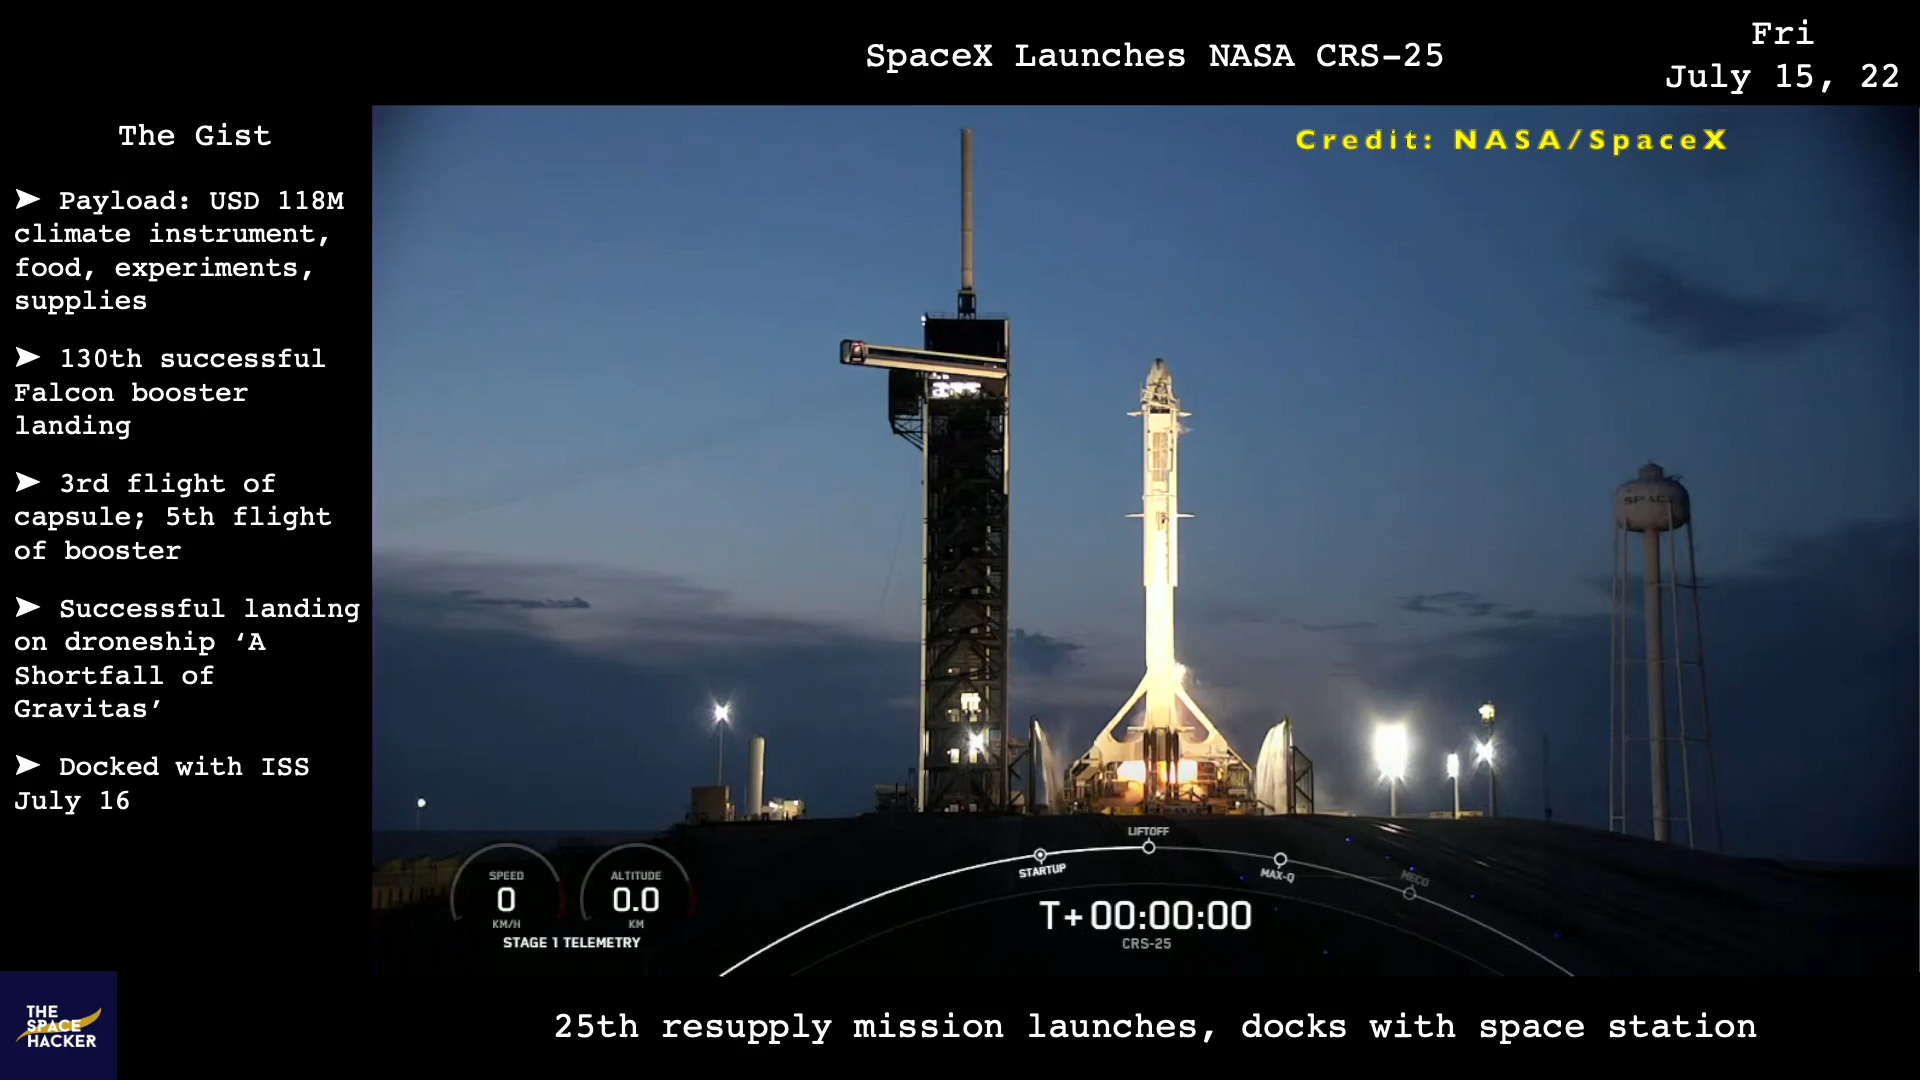 SpaceX Launches NASA CRS-25
Fri
July 15, 22
The Gist
➤ Payload: USD 118M
climate instrument,
food, experiments,
supplies
➤ 130th successful
Falcon booster
landing
➤ 3rd flight of
capsule; 5th flight
of booster
➤ Successful landing
on droneship ‘A
Shortfall of
Gravitas’
➤ Docked with ISS
July 16
Credit: NASA/SpaceX
SPACEX
LIFTOFF
STARTUP
MAX-Q
MECO
SPEED
0
KM/H
ALTITUDE
0.0
KM
STAGE 1 TELEMETRY
T+00:00:00
CRS-25
THE
SPACE
HACKER
25th resupply mission launches, docks with space station